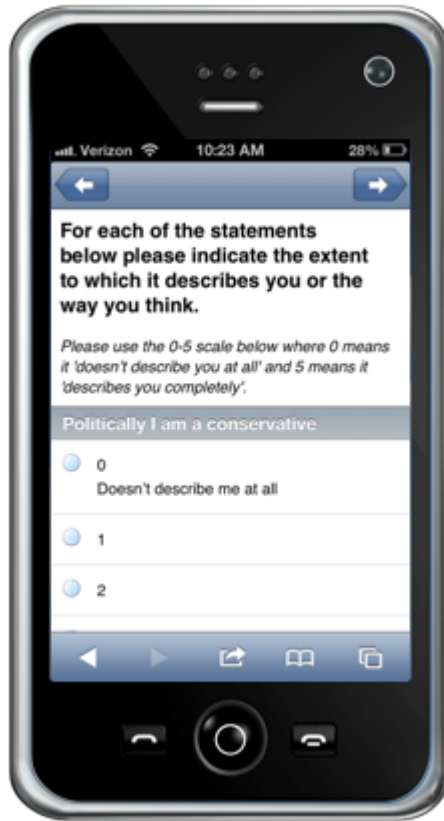 Verizon 10:23 AM 28%
For each of the statements
below please indicate the extent
to which it describes you or the
way you think.
Please use the 0-5 scale below where 0 means
it 'doesn't describe you at all' and 5 means it
'describes you completely'.
Politically I am a conservative
0
Doesn't describe me at all
1
2